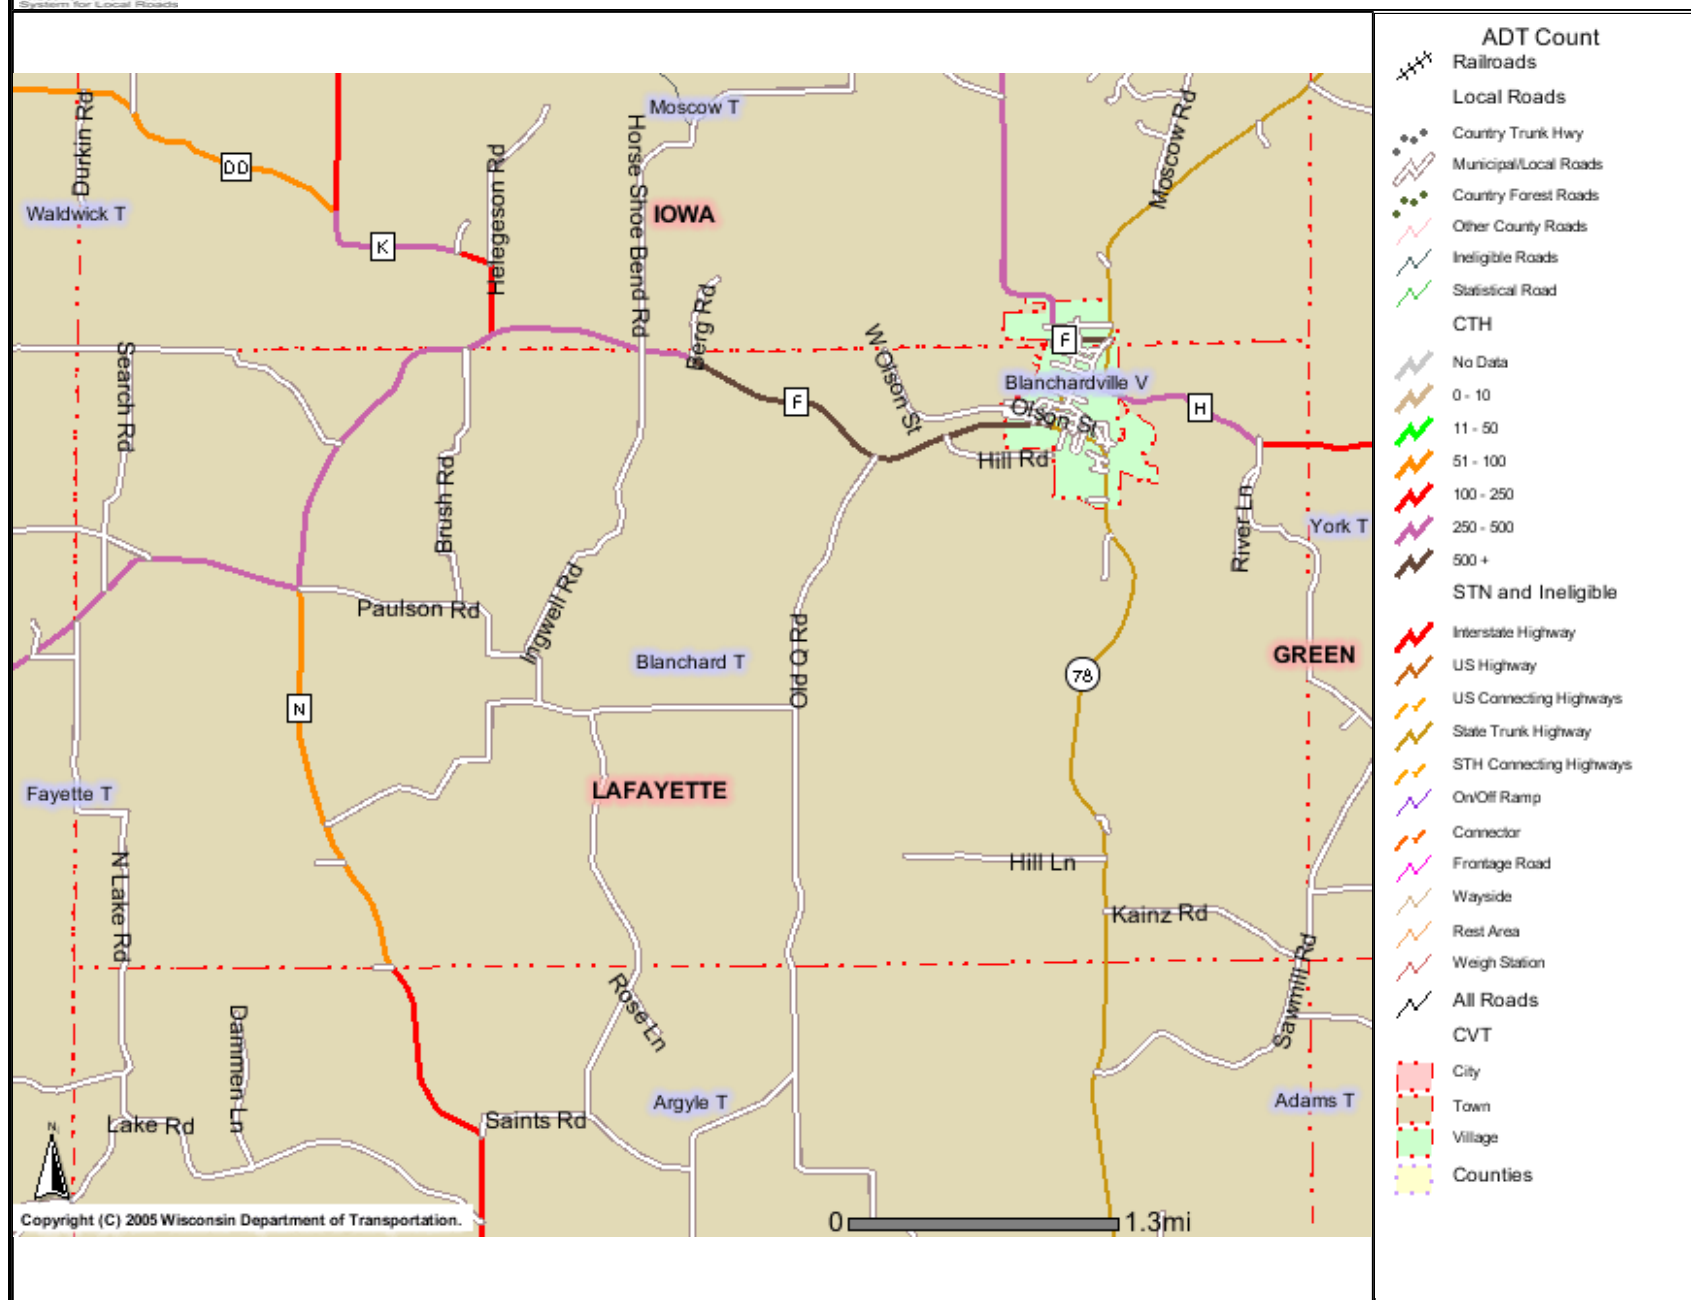 System for Local Roads
Moscow T
Durkin Rd
Waldwick T
DD
K
Helegeson Rd
Horse Shoe Bend Rd
IOWA
Moscow Rd
Berg Rd
W Olson St
F
Blanchardville V
Olson St
H
F
Hill Rd
Search Rd
Brush Rd
River Ln
York T
Paulson Rd
Ingwell Rd
Blanchard T
Old Q Rd
78
GREEN
N
LAFAYETTE
Fayette T
N Lake Rd
Hill Ln
Kainz Rd
Sawmill Rd
Rose Ln
Dammen Ln
Lake Rd
Saints Rd
Argyle T
Adams T
N
Copyright (C) 2005 Wisconsin Department of Transportation.
0 1.3mi
ADT Count
Railroads
Local Roads
Country Trunk Hwy
Municipal/Local Roads
Country Forest Roads
Other County Roads
Ineligible Roads
Statistical Road
CTH
No Data
0 - 10
11 - 50
51 - 100
100 - 250
250 - 500
500 +
STN and Ineligible
Interstate Highway
US Highway
US Connecting Highways
State Trunk Highway
STH Connecting Highways
On/Off Ramp
Connector
Frontage Road
Wayside
Rest Area
Weigh Station
All Roads
CVT
City
Town
Village
Counties